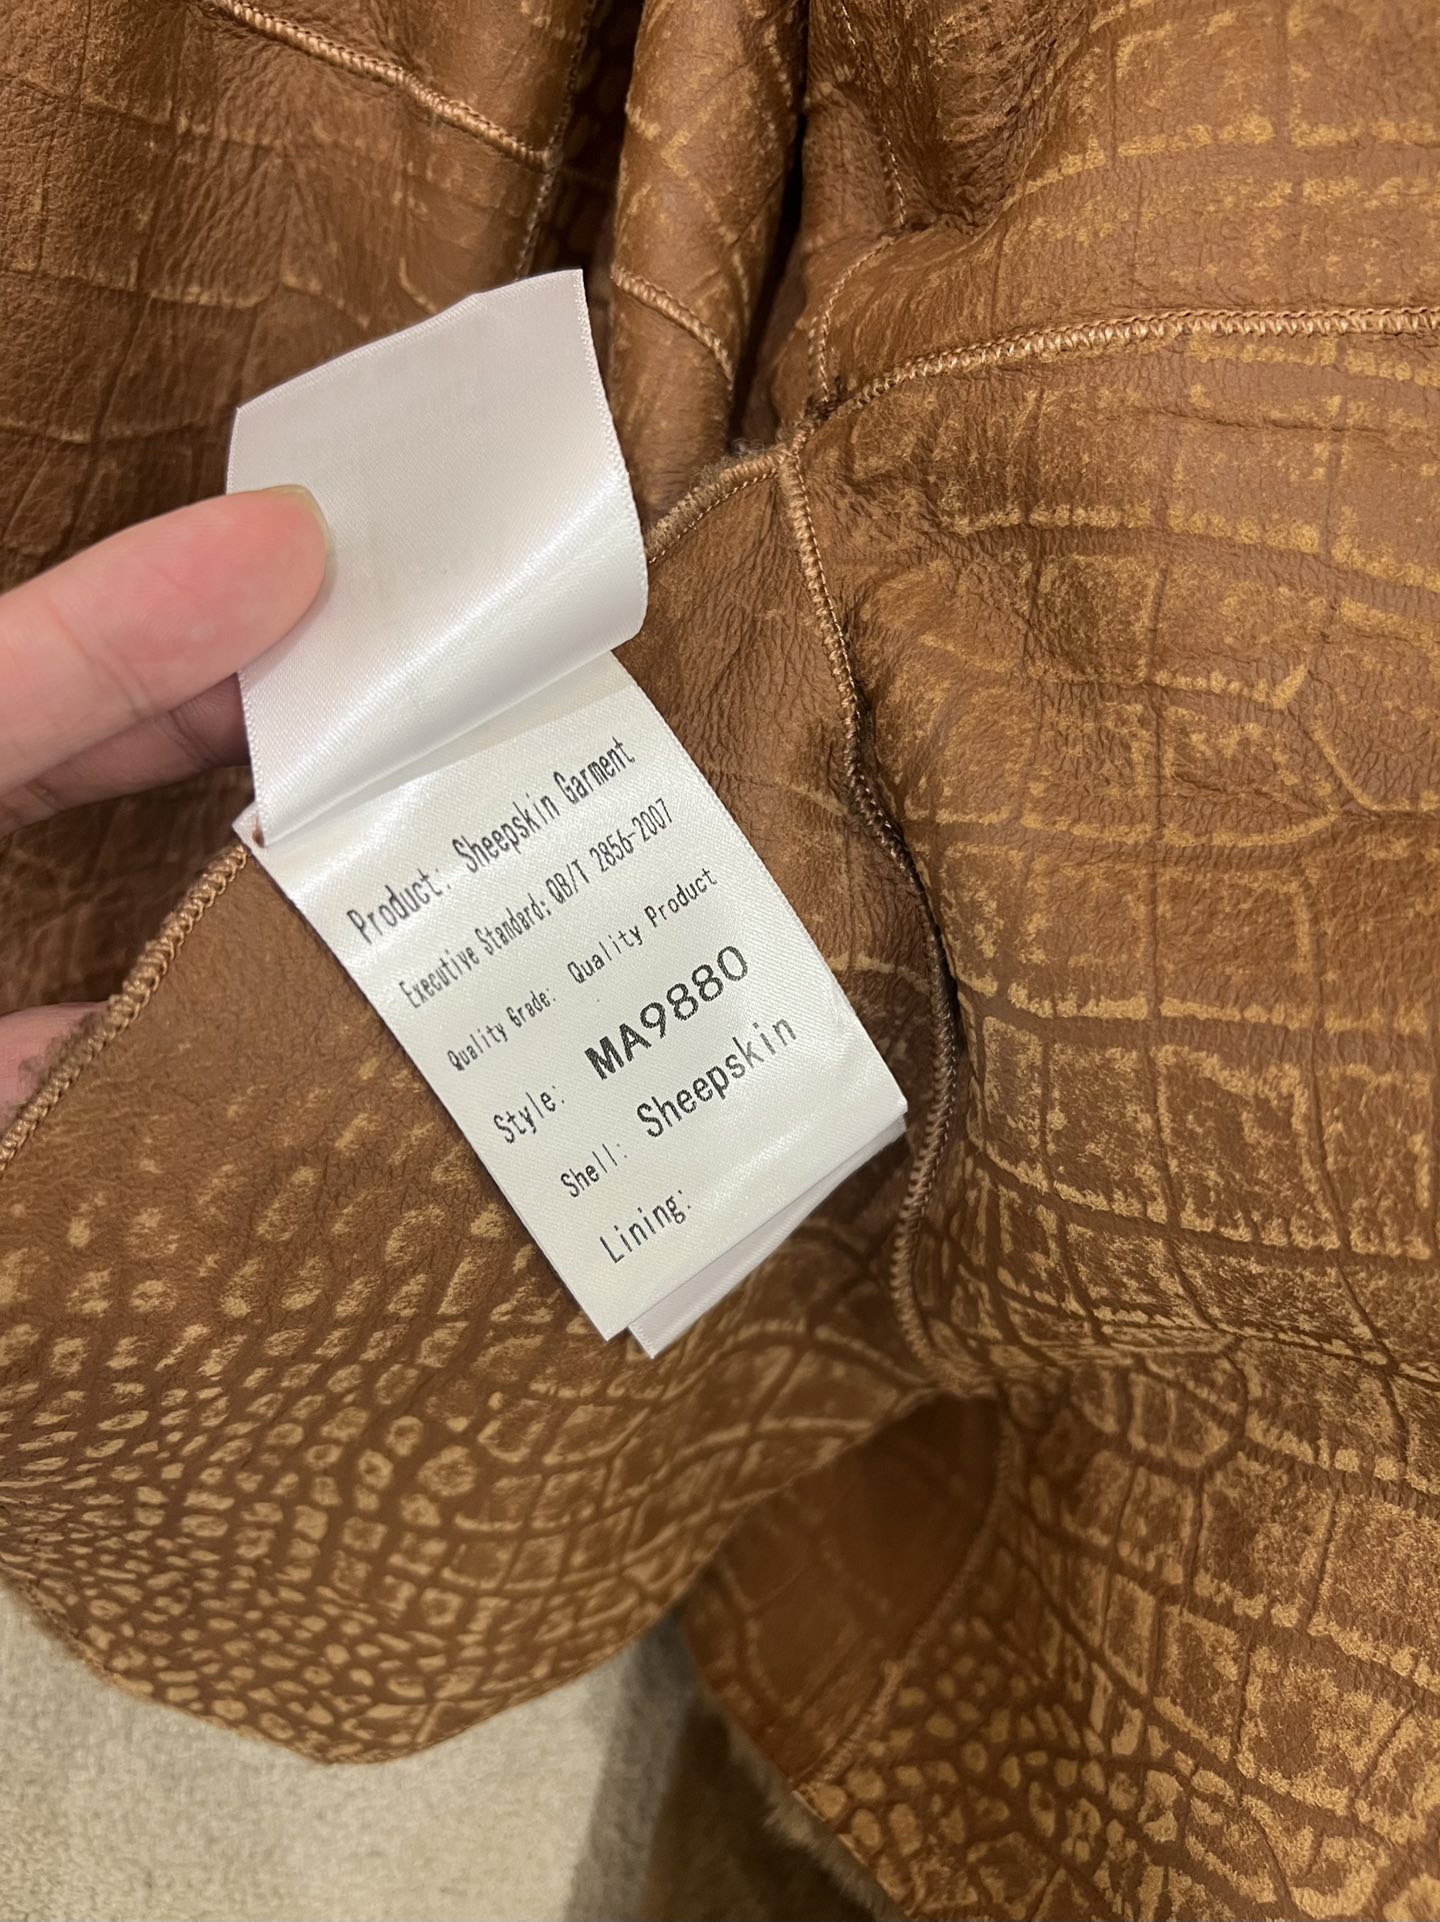 Product: Sheepskin Garment
Executive Standard: QB/T 2856-2007
Quality Grade: Quality Product
Style: MA9880
Shell: Sheepskin
Lining: